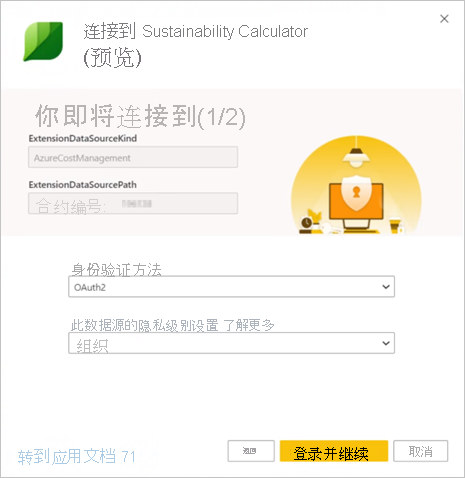 连接到 Sustainability Calculator
(预览)
你即将连接到(1/2)
ExtensionDataSourceKind
AzureCostManagement
ExtensionDataSourcePath
合约编号:
身份验证方法
OAuth2
此数据源的隐私级别设置 了解更多
组织
转到应用文档 71
返回
登录并继续
取消